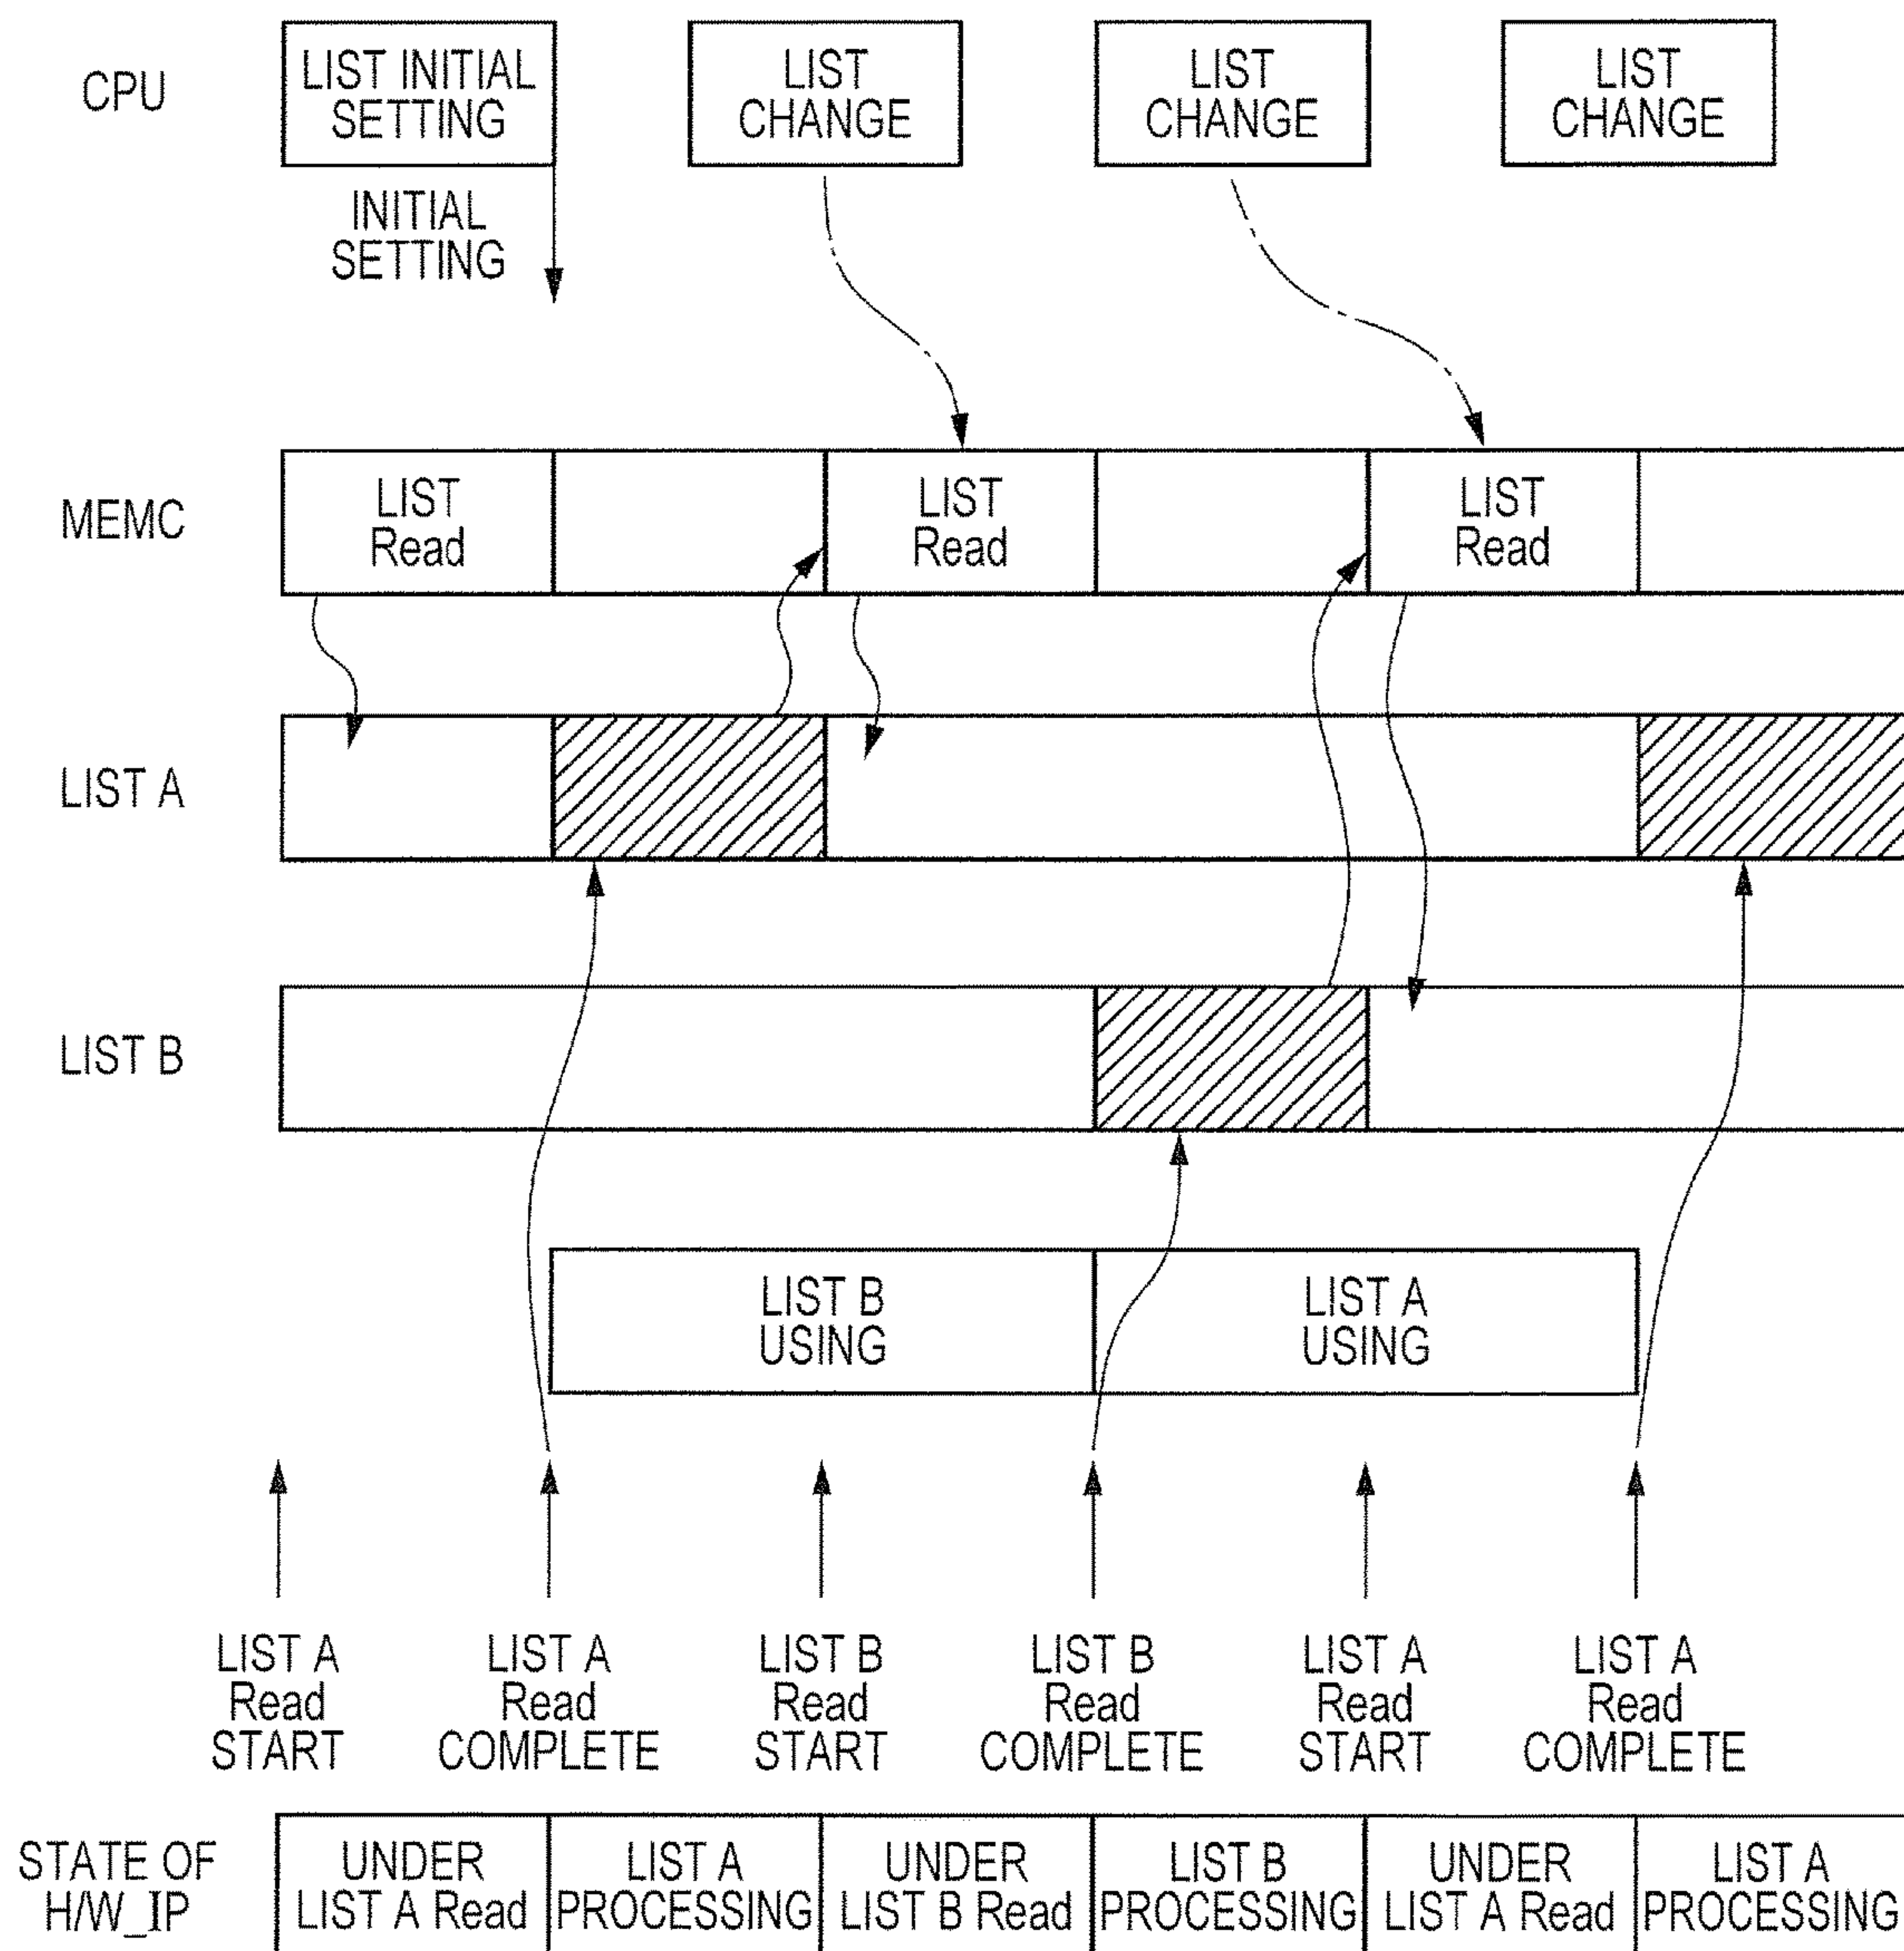 CPU
LIST INITIAL
SETTING
LIST
CHANGE
LIST
CHANGE
LIST
CHANGE
INITIAL
SETTING
MEMC
LIST
Read
LIST
Read
LIST
Read
LIST A
LIST B
LIST B
USING
LIST A
USING
LIST A
Read
START
LIST A
Read
COMPLETE
LIST B
Read
START
LIST B
Read
COMPLETE
LIST A
Read
START
LIST A
Read
COMPLETE
STATE OF
H/W_IP
UNDER
LIST A Read
LIST A
PROCESSING
UNDER
LIST B Read
LIST B
PROCESSING
UNDER
LIST A Read
LIST A
PROCESSING